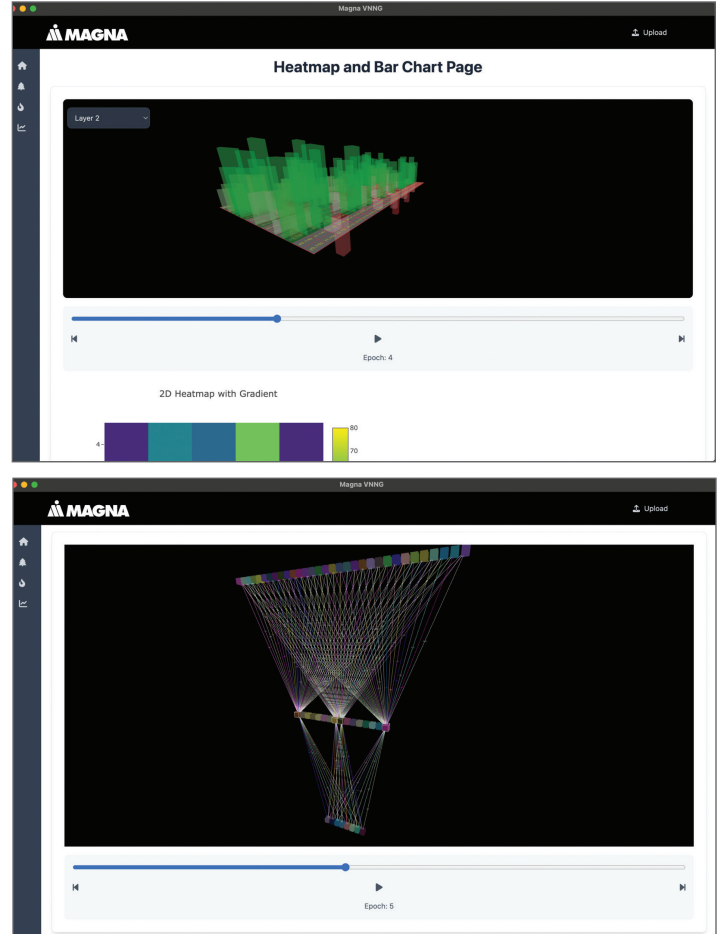 Magna VNNG
MAGNA
Upload
Heatmap and Bar Chart Page
Layer 2
Epoch: 4
2D Heatmap with Gradient
80
4
70
Magna VNNG
MAGNA
Upload
Epoch: 5